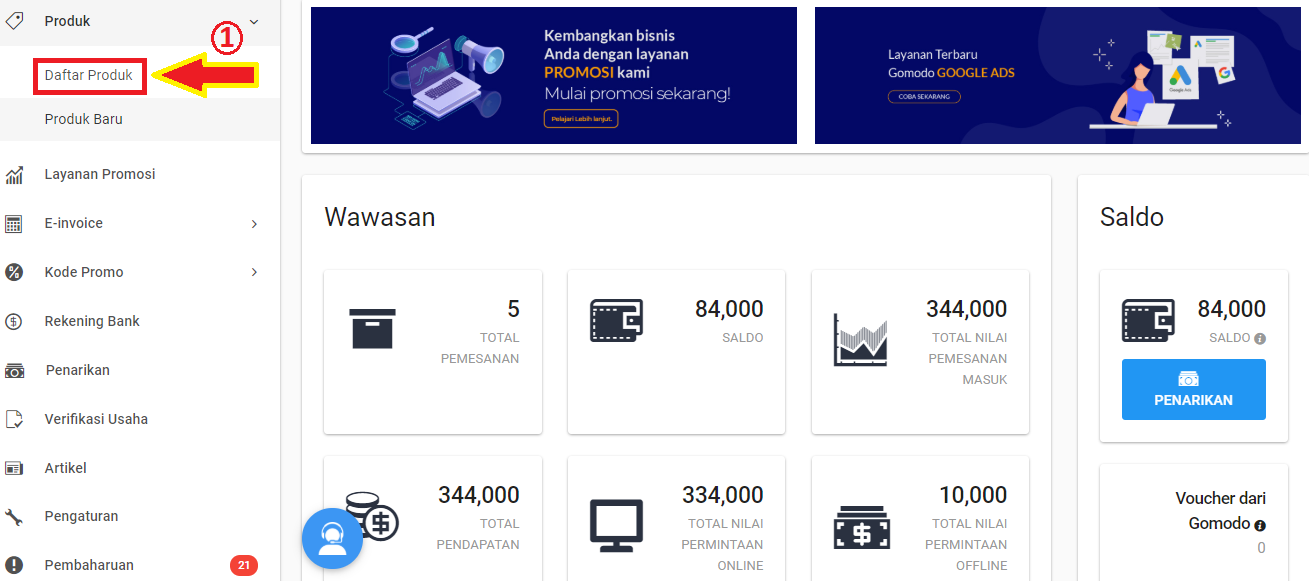 Produk
1
Daftar Produk
Produk Baru
Layanan Promosi
E-invoice
Kode Promo
Rekening Bank
Penarikan
Verifikasi Usaha
Artikel
Pengaturan
Pembaharuan
21
Kembangkan bisnis
Anda dengan layanan
PROMOSI kami
Mulai promosi sekarang!
Pelajari Lebih lanjut.
Layanan Terbaru
Gomodo GOOGLE ADS
COBA SEKARANG
Google Ads
Wawasan
5
TOTAL
PEMESANAN
84,000
SALDO
344,000
TOTAL NILAI
PEMESANAN
MASUK
344,000
TOTAL
PENDAPATAN
334,000
TOTAL NILAI
PERMINTAAN
ONLINE
10,000
TOTAL NILAI
PERMINTAAN
OFFLINE
Saldo
84,000
SALDO
PENARIKAN
Voucher dari
Gomodo
0